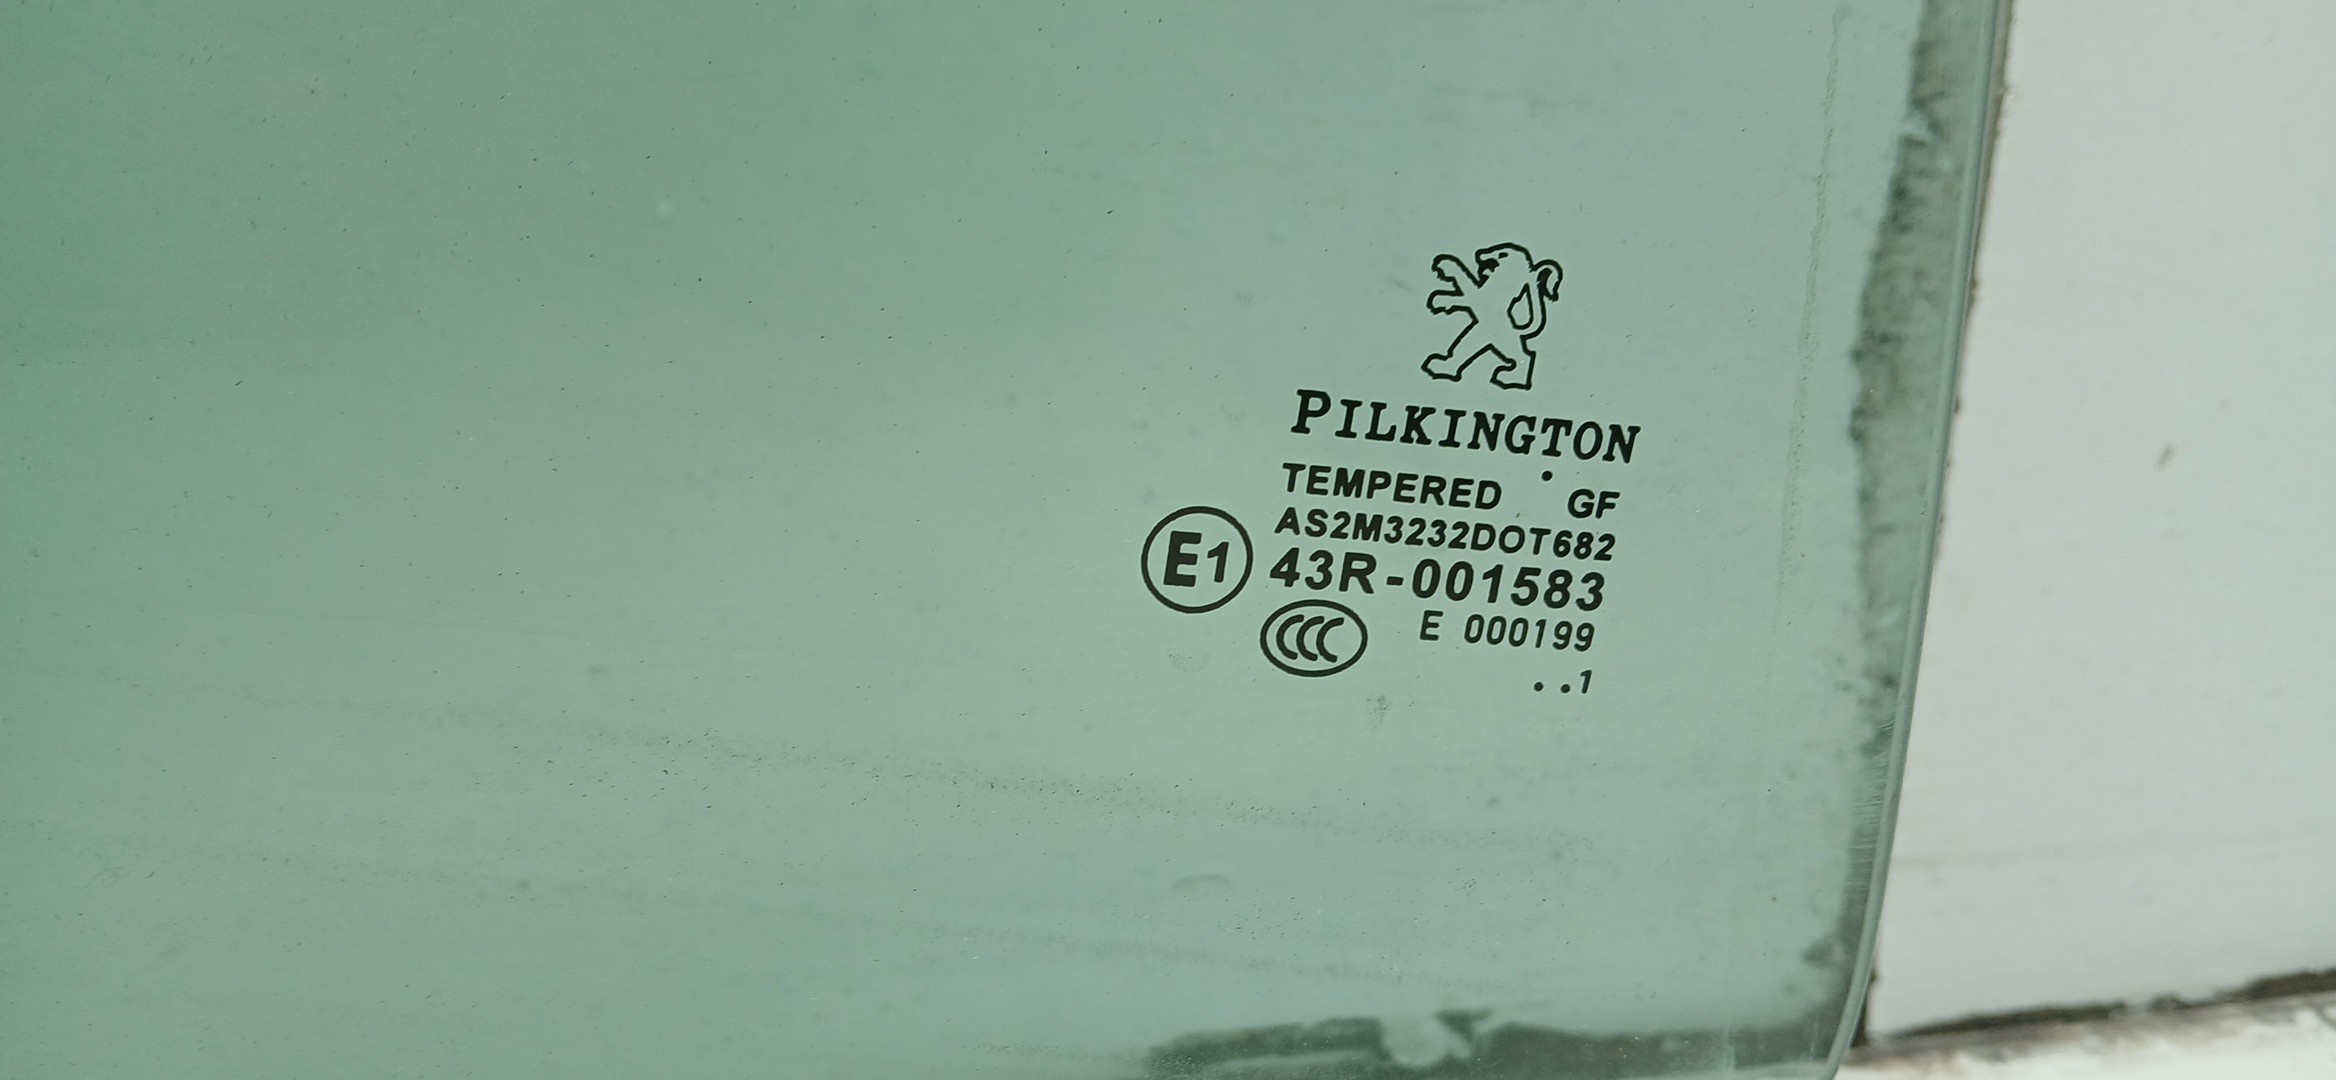 PILKINGTON
TEMPERED • GF
AS2M3232DOT682
E1 43R-001583
CCC E 000199
..1